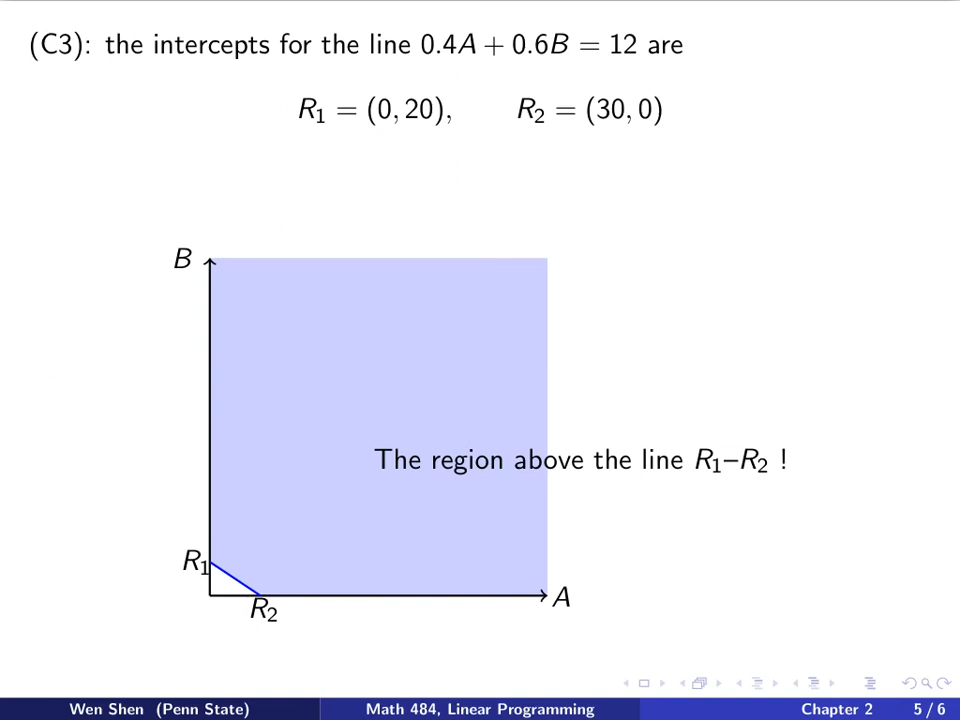 (C3): the intercepts for the line 0.4A + 0.6B = 12 are
R₁ = (0, 20), R₂ = (30, 0)
B
The region above the line R₁–R₂ !
R₁
A
R₂
Wen Shen (Penn State) Math 484, Linear Programming Chapter 2 5 / 6